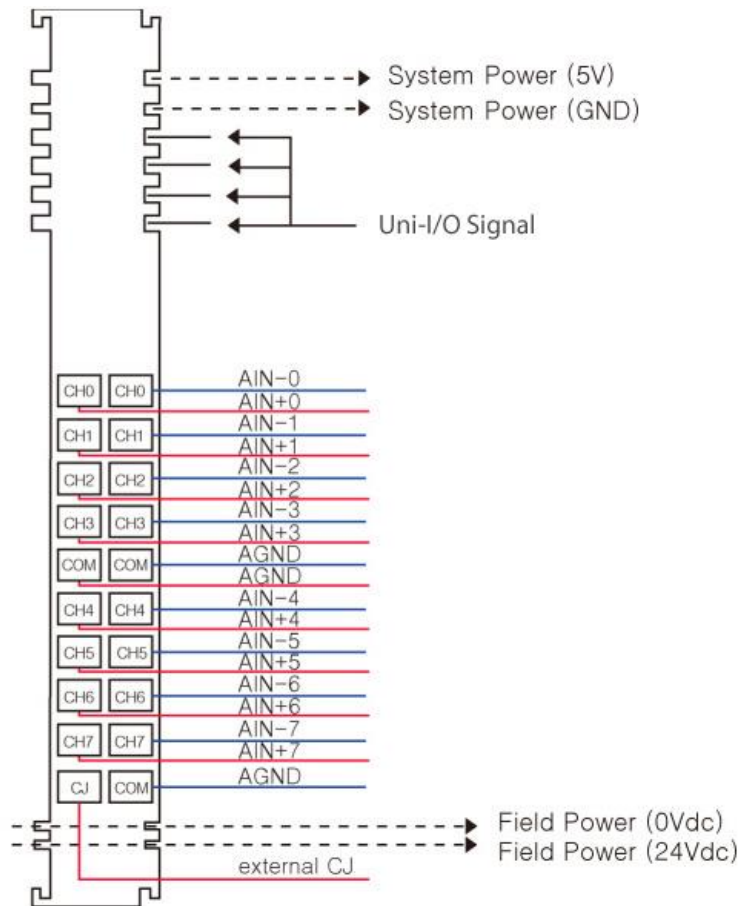 System Power (5V)
System Power (GND)
Uni-I/O Signal
CH0 CH0 AIN-0
AIN+0
CH1 CH1 AIN-1
AIN+1
CH2 CH2 AIN-2
AIN+2
CH3 CH3 AIN-3
AIN+3
COM COM AGND
AGND
CH4 CH4 AIN-4
AIN+4
CH5 CH5 AIN-5
AIN+5
CH6 CH6 AIN-6
AIN+6
CH7 CH7 AIN-7
AIN+7
CJ COM AGND
Field Power (0Vdc)
Field Power (24Vdc)
external CJ